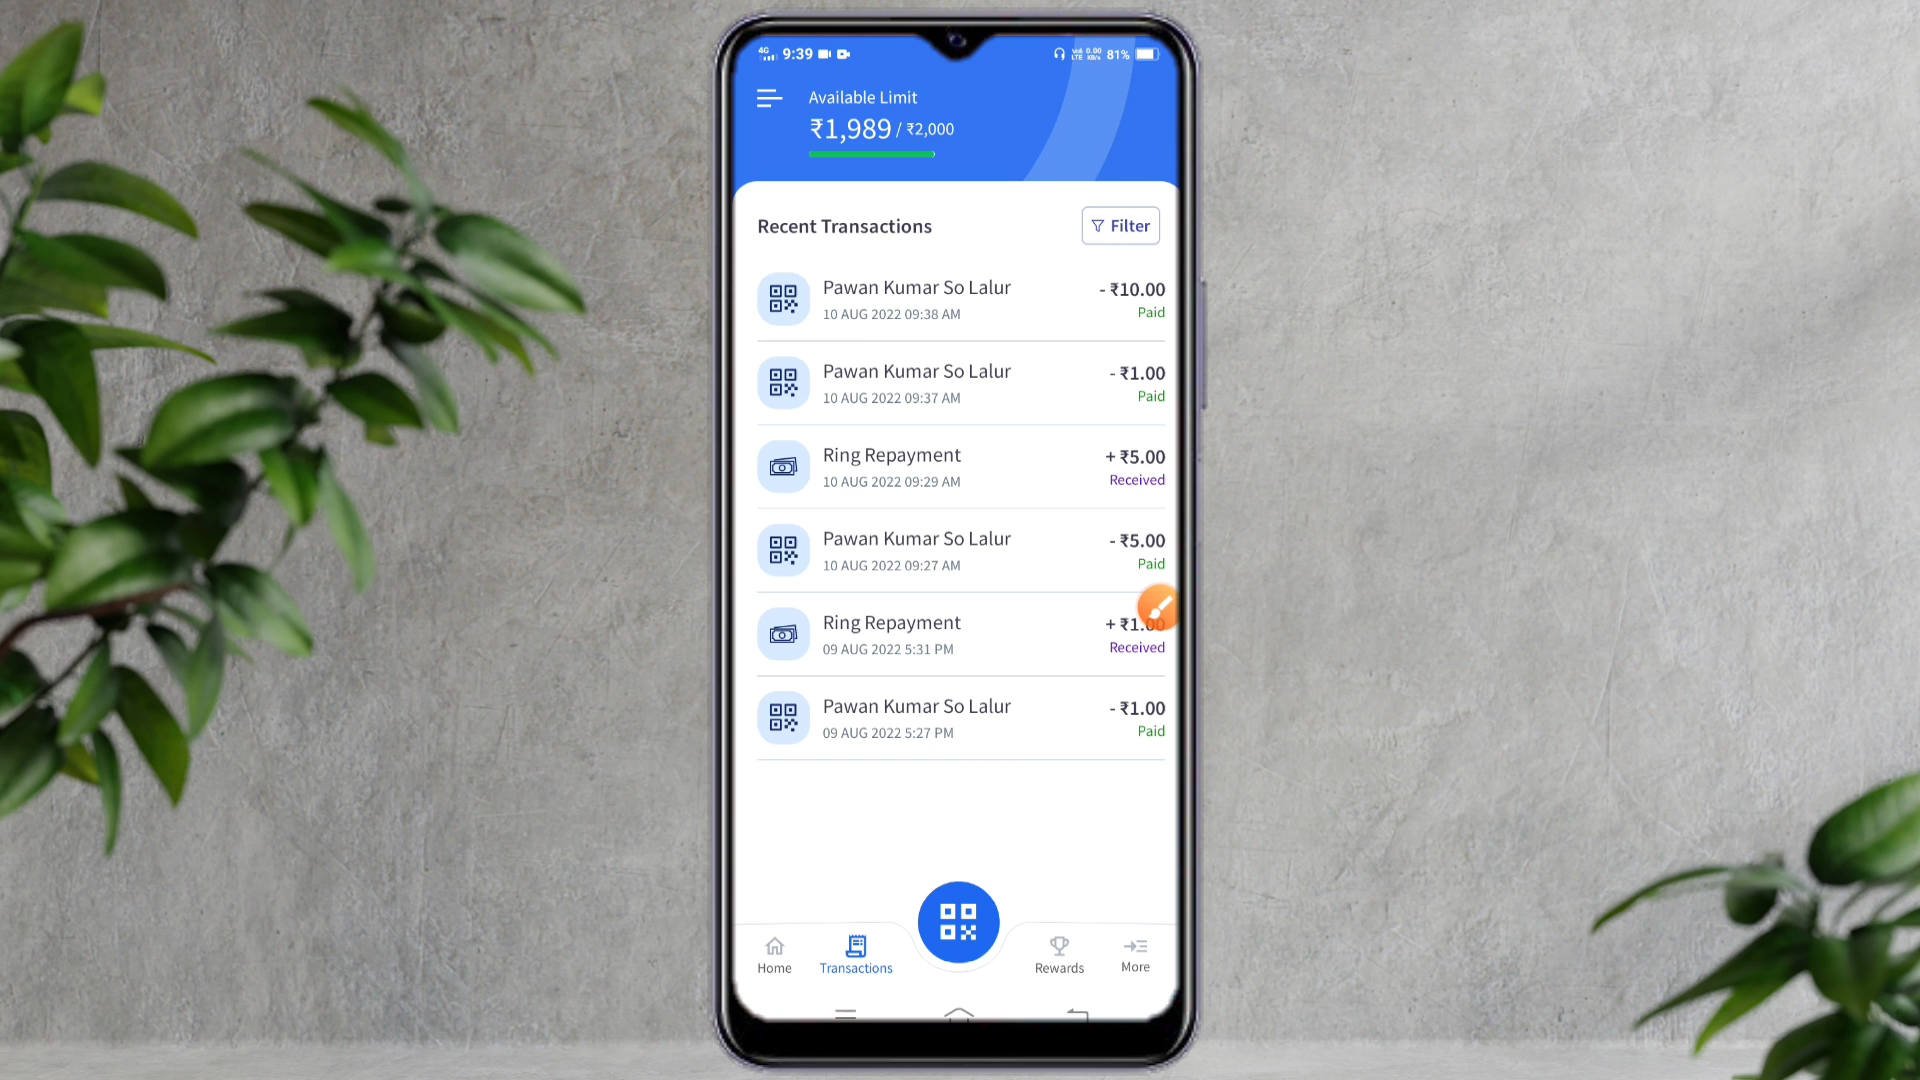 4G 9:39 81%
Available Limit
₹1,989 / ₹2,000
Recent Transactions
Filter
Pawan Kumar So Lalur - ₹10.00
10 AUG 2022 09:38 AM Paid
Pawan Kumar So Lalur - ₹1.00
10 AUG 2022 09:37 AM Paid
Ring Repayment + ₹5.00
10 AUG 2022 09:29 AM Received
Pawan Kumar So Lalur - ₹5.00
10 AUG 2022 09:27 AM Paid
Ring Repayment + ₹1.00
09 AUG 2022 5:31 PM Received
Pawan Kumar So Lalur - ₹1.00
09 AUG 2022 5:27 PM Paid
Home Transactions Rewards More